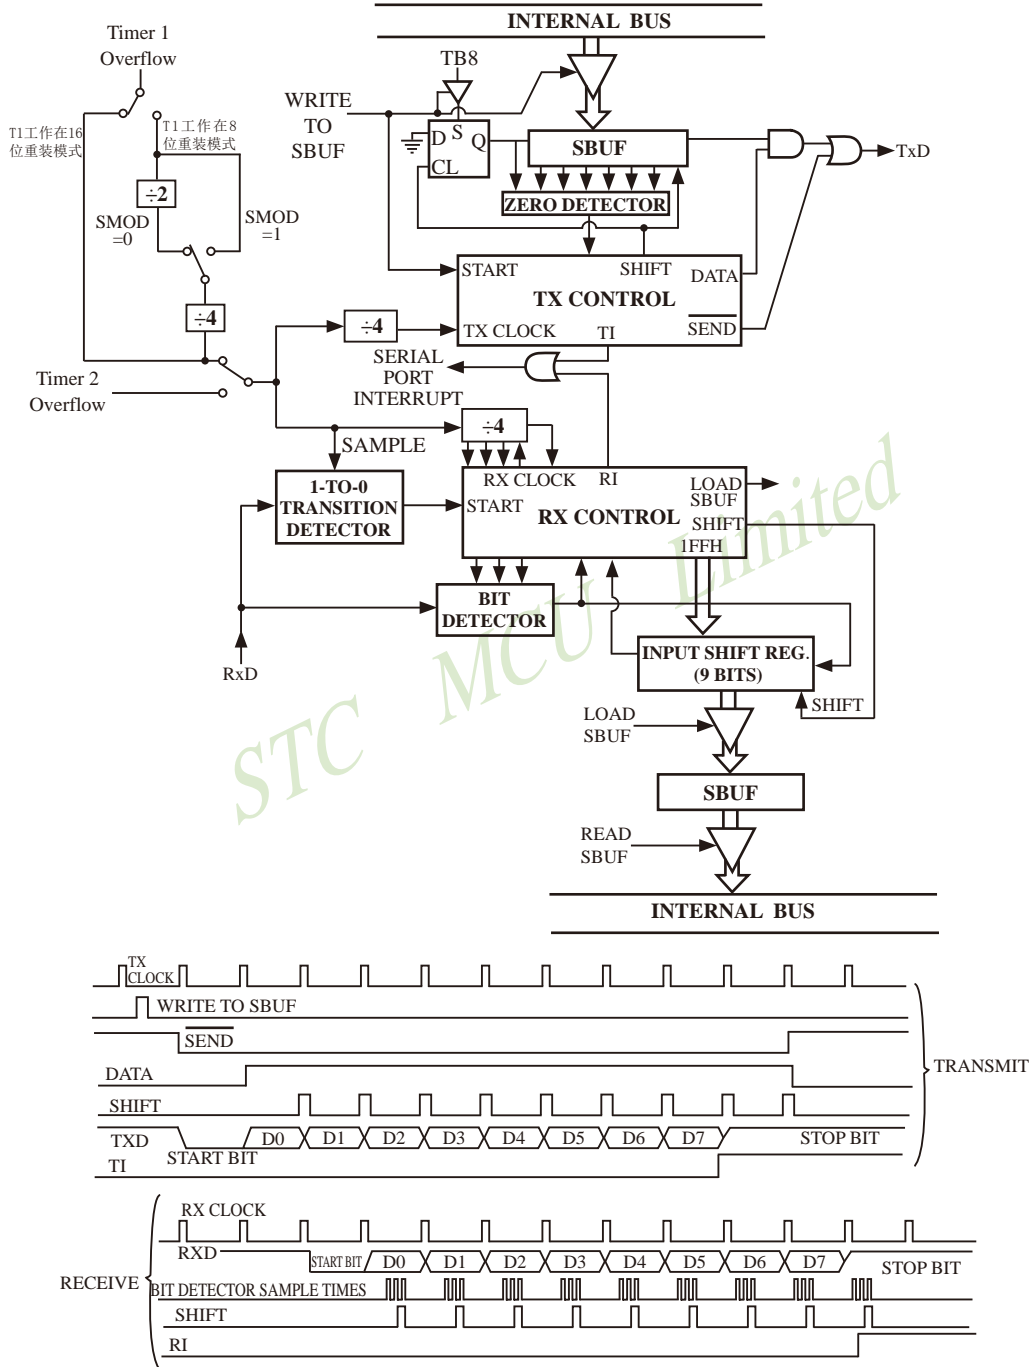 INTERNAL BUS
Timer 1
Overflow
TB8
WRITE
TO
SBUF
T1工作在16
位重装模式
T1工作在8
位重装模式
D
S
Q
CL
SBUF
TxD
÷2
ZERO DETECTOR
SMOD
=0
SMOD
=1
START
SHIFT
DATA
TX CONTROL
÷4
÷4
TX CLOCK
TI
SEND
SERIAL
PORT
INTERRUPT
Timer 2
Overflow
÷4
SAMPLE
1-TO-0
TRANSITION
DETECTOR
RX CLOCK
RI
LOAD
SBUF
START
RX CONTROL
SHIFT
1FFH
BIT
DETECTOR
RxD
INPUT SHIFT REG.
(9 BITS)
SHIFT
LOAD
SBUF
SBUF
READ
SBUF
INTERNAL BUS
STC MCU Limited
TX
CLOCK
WRITE TO SBUF
SEND
DATA
TRANSMIT
SHIFT
TXD
START BIT
D0
D1
D2
D3
D4
D5
D6
D7
STOP BIT
TI
RX CLOCK
RXD
START BIT
D0
D1
D2
D3
D4
D5
D6
D7
STOP BIT
RECEIVE
BIT DETECTOR SAMPLE TIMES
SHIFT
RI